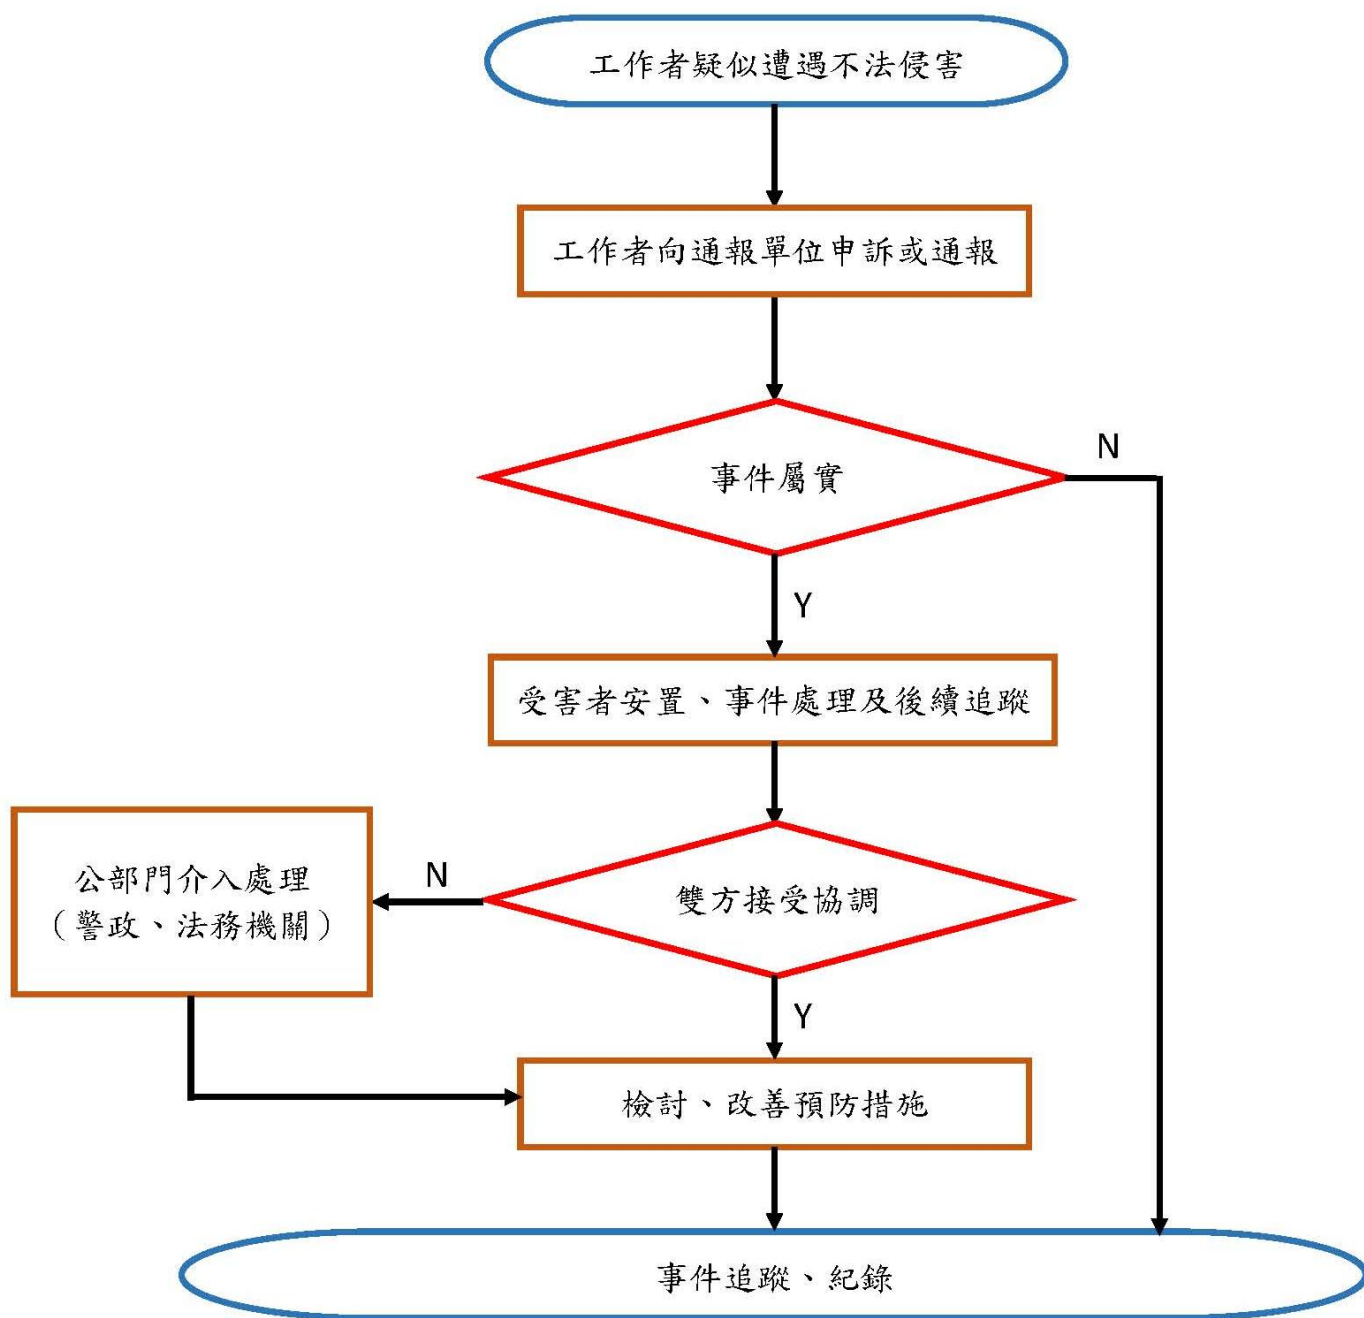 工作者疑似遭遇不法侵害
工作者向通報單位申訴或通報
事件屬實
N
Y
受害者安置、事件處理及後續追蹤
公部門介入處理
（警政、法務機關）
N
雙方接受協調
Y
檢討、改善預防措施
事件追蹤、紀錄